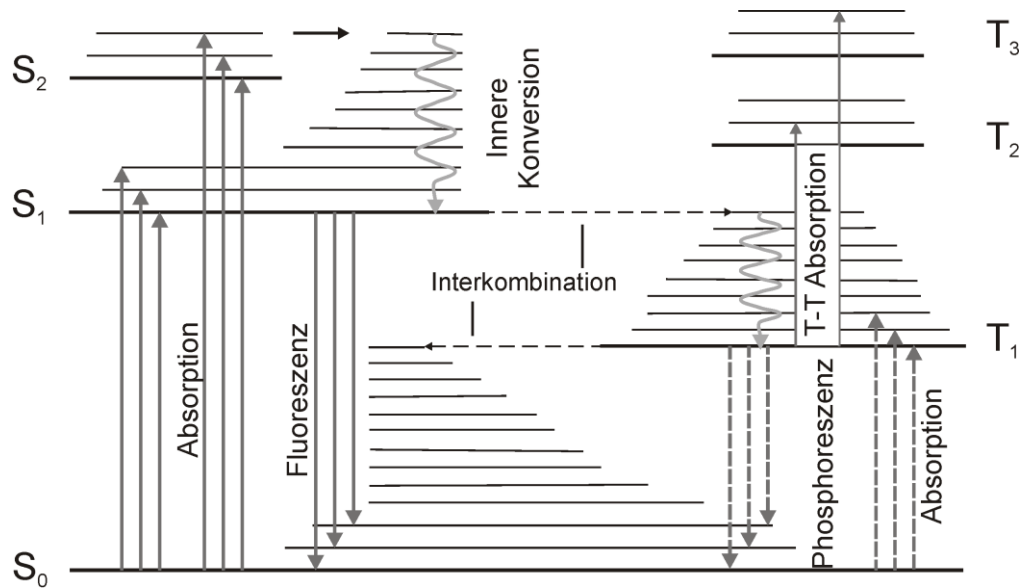 S2
S1
S0
Absorption
Fluoreszenz
Innere
Konversion
Interkombination
T-T Absorption
Phosphoreszenz
Absorption
T3
T2
T1